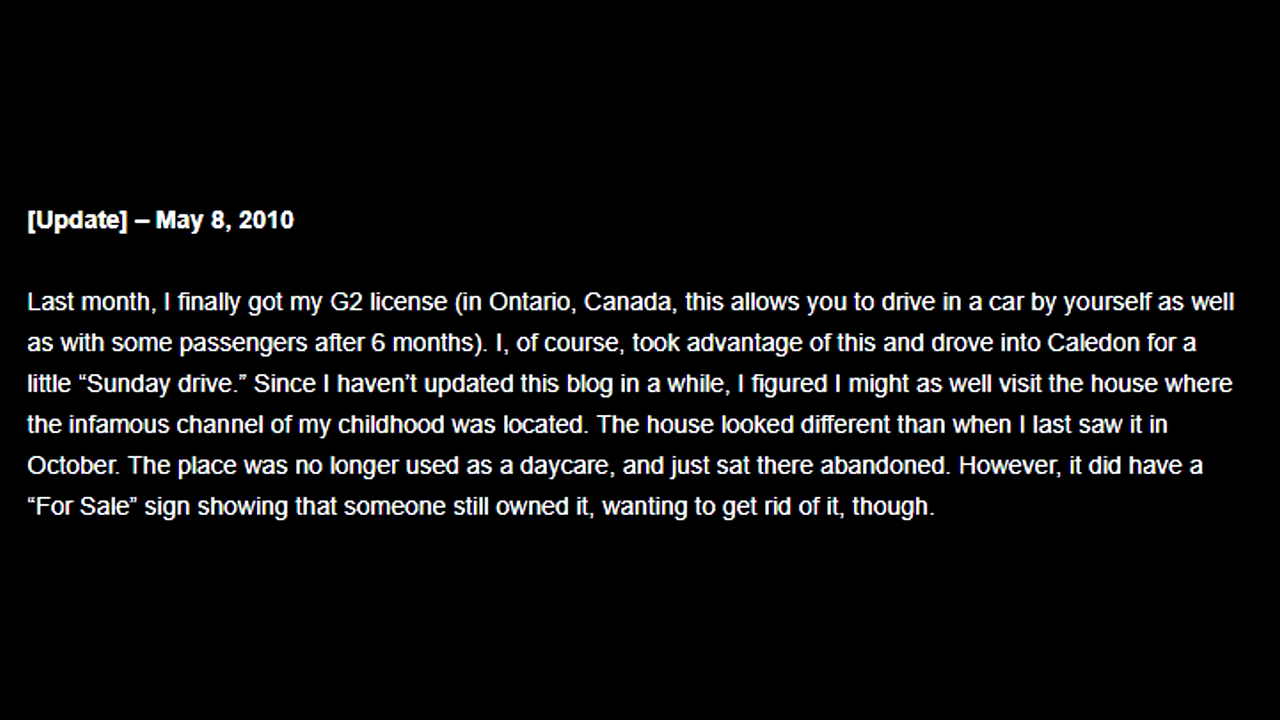 [Update] – May 8, 2010
Last month, I finally got my G2 license (in Ontario, Canada, this allows you to drive in a car by yourself as well
as with some passengers after 6 months). I, of course, took advantage of this and drove into Caledon for a
little “Sunday drive.” Since I haven’t updated this blog in a while, I figured I might as well visit the house where
the infamous channel of my childhood was located. The house looked different than when I last saw it in
October. The place was no longer used as a daycare, and just sat there abandoned. However, it did have a
“For Sale” sign showing that someone still owned it, wanting to get rid of it, though.